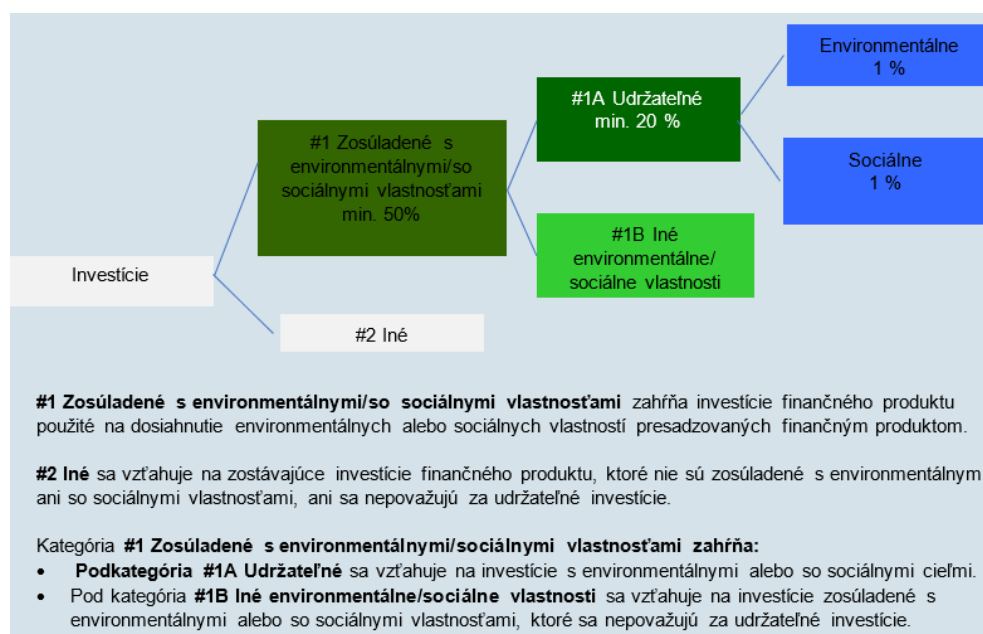 Environmentálne
1 %
#1A Udržateľné
min. 20 %
#1 Zosúladené s
environmentálnymi/so
sociálnymi vlastnosťami
min. 50%
Sociálne
1 %
#1B Iné
environmentálne/
sociálne vlastnosti
Investície
#2 Iné
#1 Zosúladené s environmentálnymi/so sociálnymi vlastnosťami zahŕňa investície finančného produktu
použité na dosiahnutie environmentálnych alebo sociálnych vlastností presadzovaných finančným produktom.
#2 Iné sa vzťahuje na zostávajúce investície finančného produktu, ktoré nie sú zosúladené s environmentálnym
ani so sociálnymi vlastnosťami, ani sa nepovažujú za udržateľné investície.
Kategória #1 Zosúladené s environmentálnymi/sociálnymi vlastnosťami zahŕňa:
• Podkategória #1A Udržateľné sa vzťahuje na investície s environmentálnymi alebo so sociálnymi cieľmi.
• Pod kategória #1B Iné environmentálne/sociálne vlastnosti sa vzťahuje na investície zosúladené s
environmentálnymi alebo so sociálnymi vlastnosťami, ktoré sa nepovažujú za udržateľné investície.